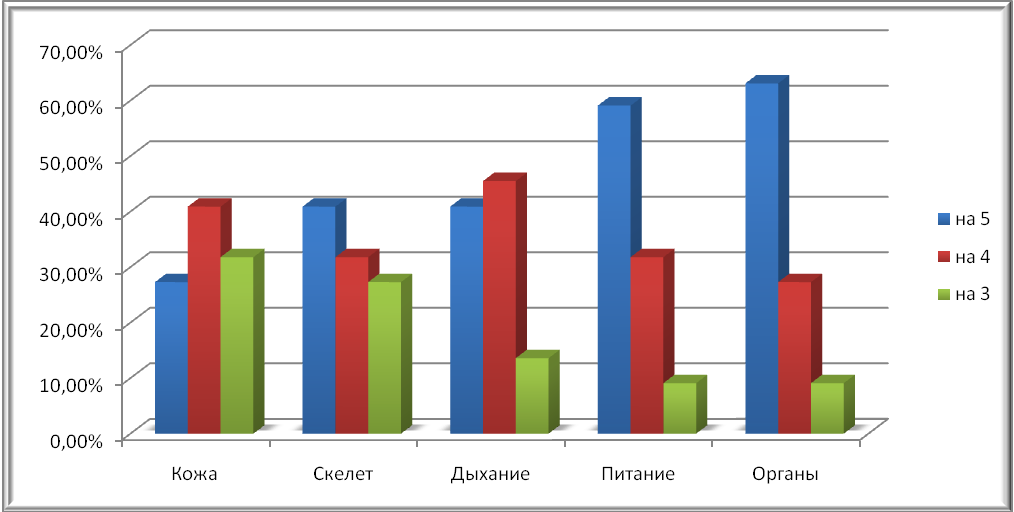 70,00%
60,00%
50,00%
40,00%
30,00%
20,00%
10,00%
0,00%
Кожа Скелет Дыхание Питание Органы
на 5
на 4
на 3